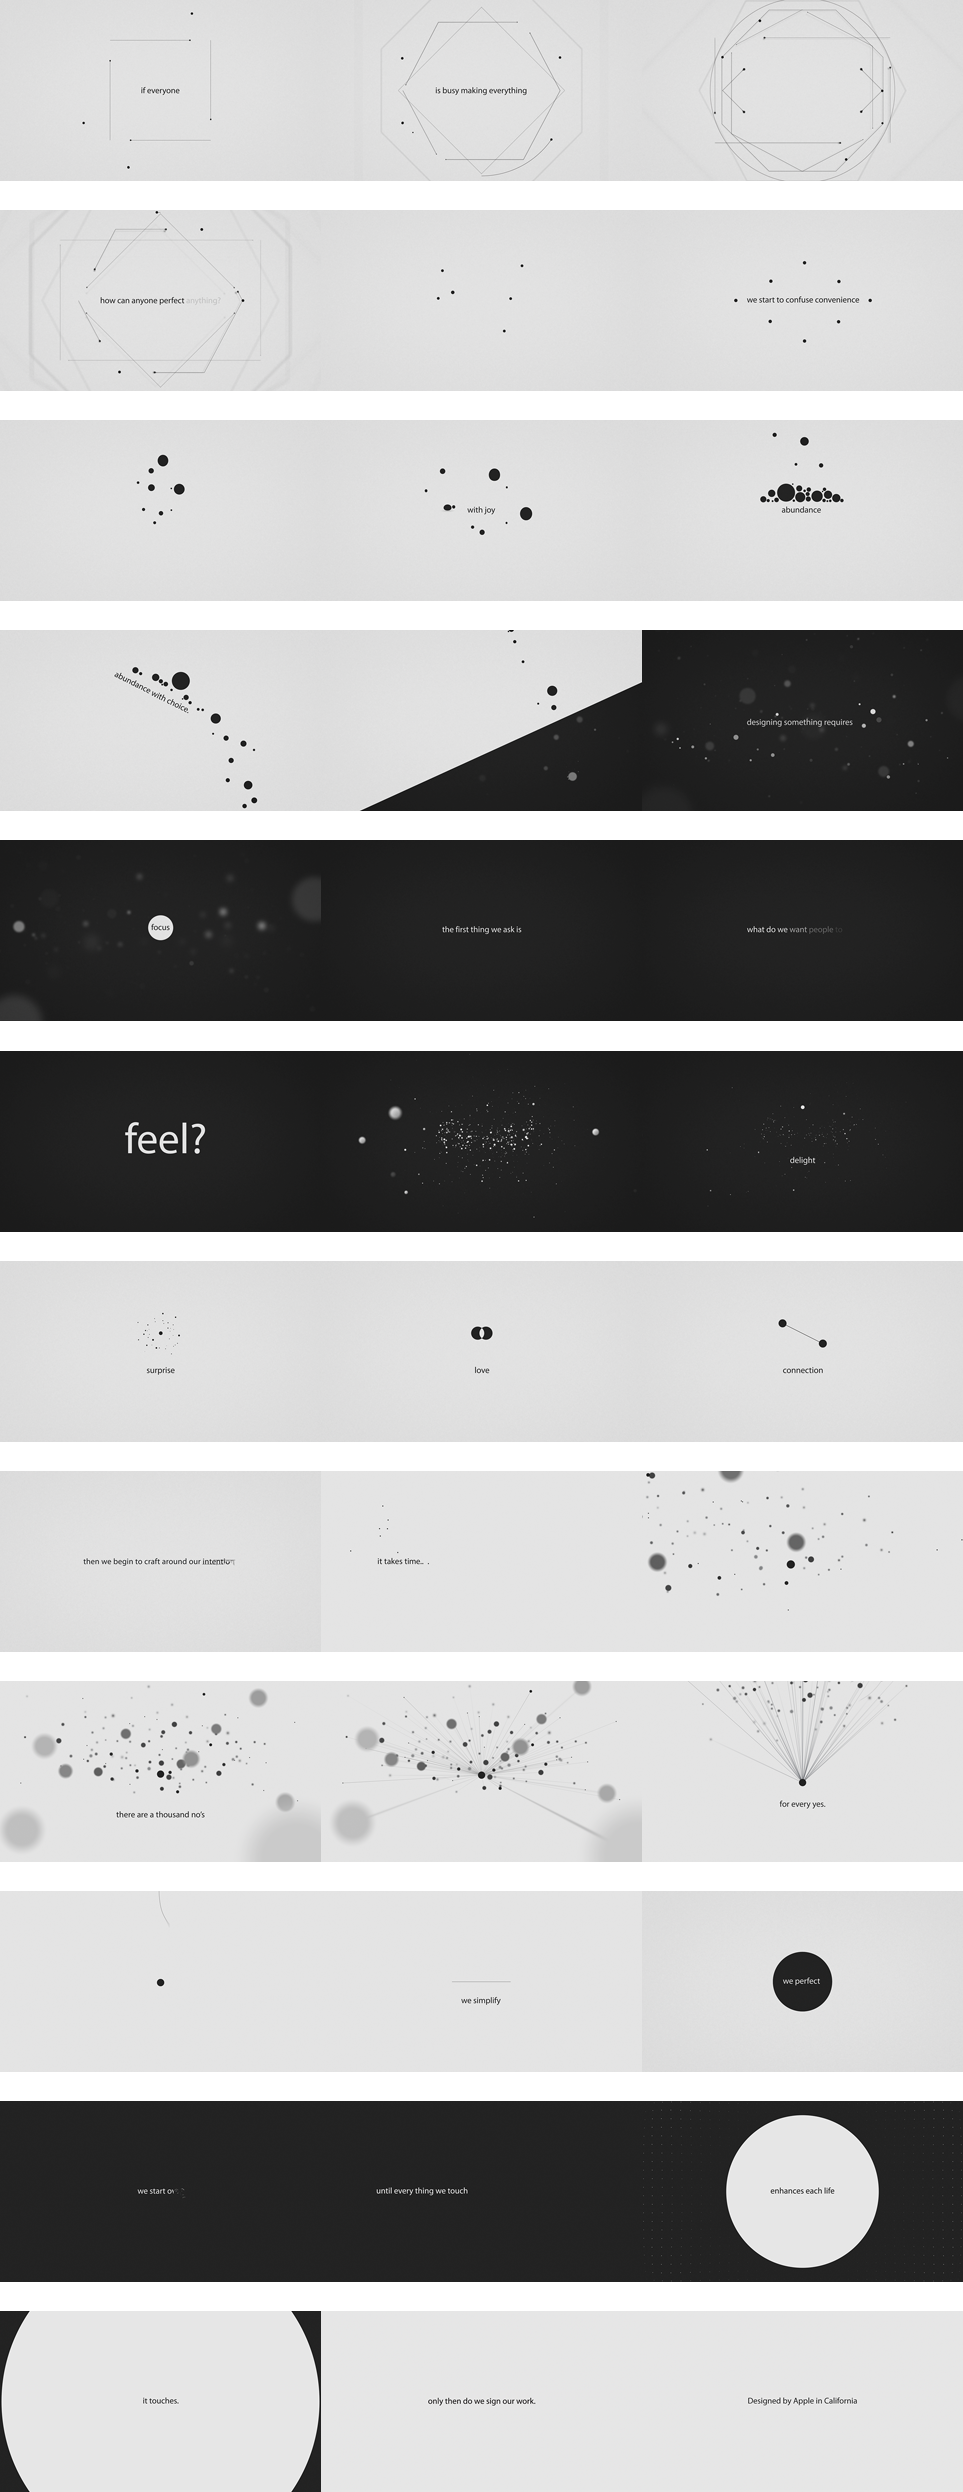 if everyone
is busy making everything
how can anyone perfect anything?
we start to confuse convenience
with joy
abundance
abundance with choice.
designing something requires
focus
the first thing we ask is
what do we want people to
feel?
delight
surprise
love
connection
then we begin to craft around our
it takes time..
there are a thousand no's
for every yes.
we simplify
we perfect
we start
until every thing we touch
enhances each life
it touches.
only then do we sign our work.
Designed by Apple in California